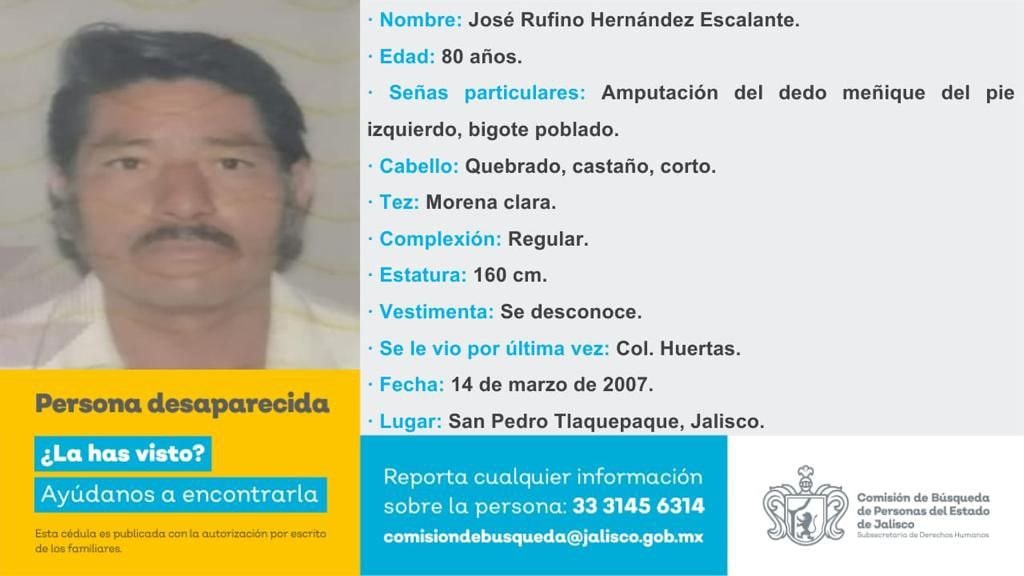 · Nombre: José Rufino Hernández Escalante.
· Edad: 80 años.
· Señas particulares: Amputación del dedo meñique del pie
izquierdo, bigote poblado.
· Cabello: Quebrado, castaño, corto.
· Tez: Morena clara.
· Complexión: Regular.
· Estatura: 160 cm.
· Vestimenta: Se desconoce.
· Se le vio por última vez: Col. Huertas.
· Fecha: 14 de marzo de 2007.
· Lugar: San Pedro Tlaquepaque, Jalisco.
Persona desaparecida
¿La has visto?
Ayúdanos a encontrarla
Esta cédula es publicada con la autorización por escrito
de los familiares.
Reporta cualquier información
sobre la persona: 33 3145 6314
comisiondebusqueda@jalisco.gob.mx
Comisión de Búsqueda
de Personas del Estado
de Jalisco
Subsecretaría de Derechos Humanos